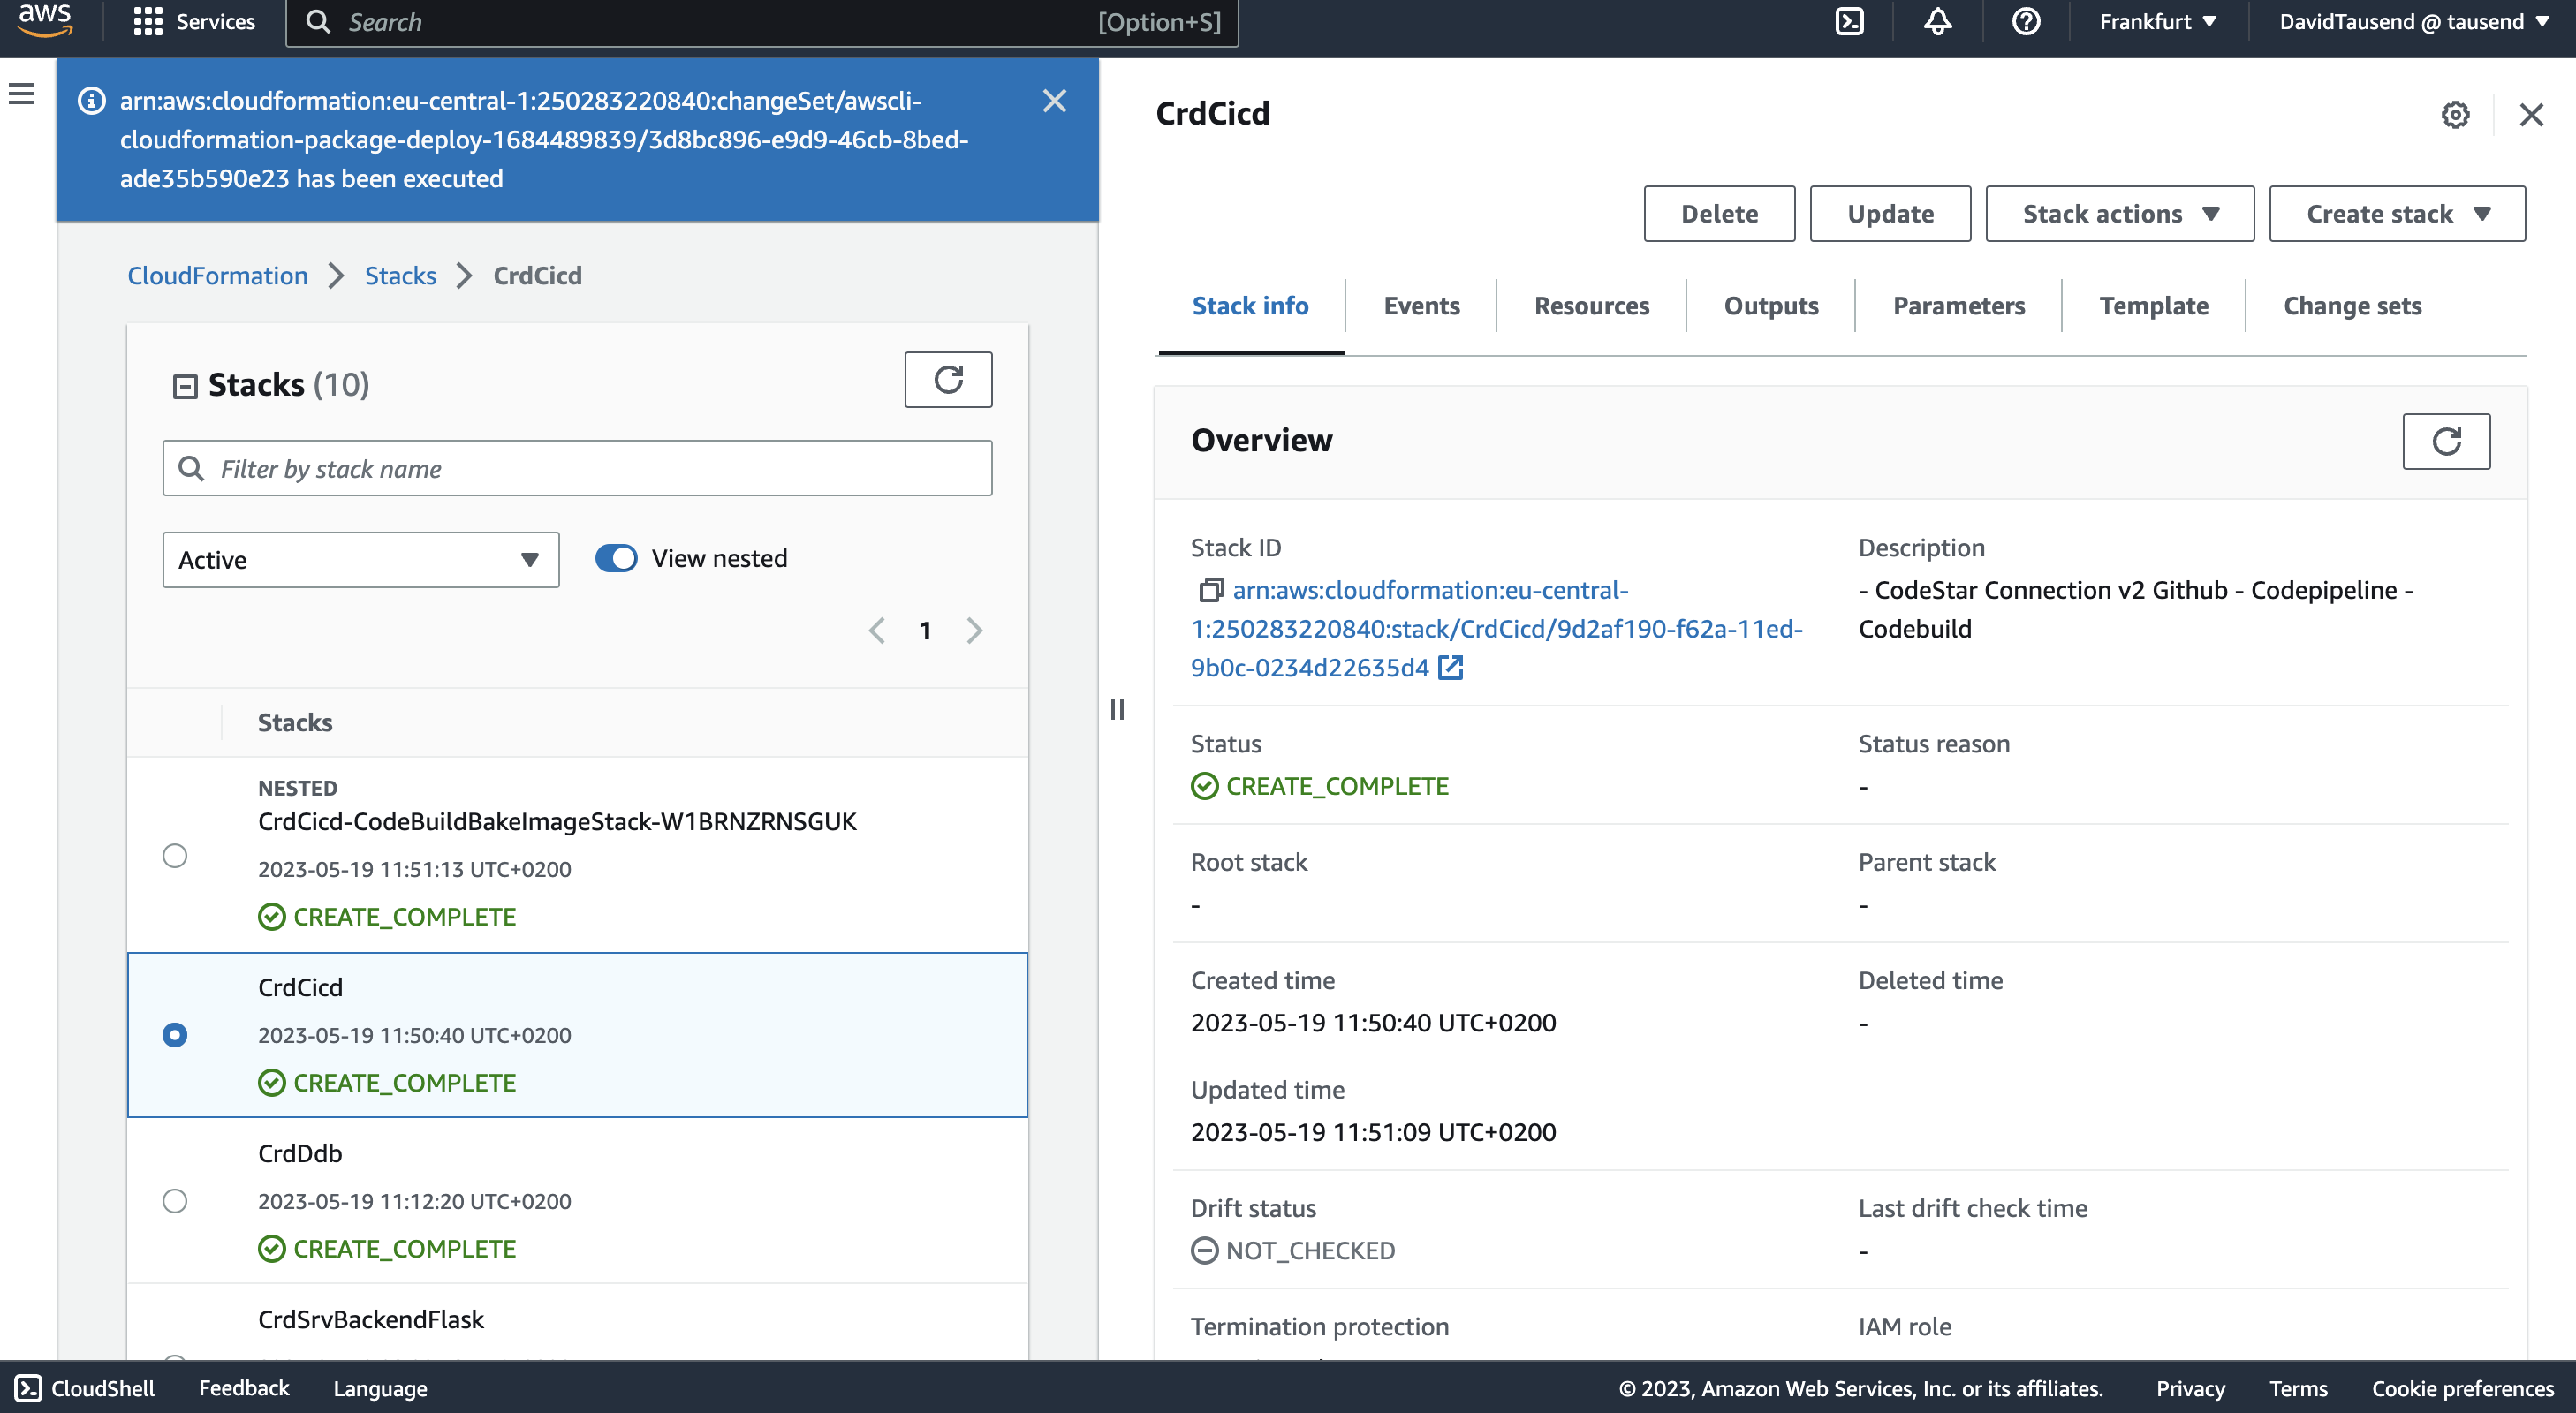 aws
Services
Search
[Option+S]
Frankfurt
DavidTausend @ tausend
arn:aws:cloudformation:eu-central-1:250283220840:changeSet/awscli-
cloudformation-package-deploy-1684489839/3d8bc896-e9d9-46cb-8bed-
ade35b590e23 has been executed
CloudFormation
Stacks
CrdCicd
Stacks (10)
Filter by stack name
Active
View nested
1
Stacks
NESTED
CrdCicd-CodeBuildBakeImageStack-W1BRNZRNSGUK
2023-05-19 11:51:13 UTC+0200
CREATE_COMPLETE
CrdCicd
2023-05-19 11:50:40 UTC+0200
CREATE_COMPLETE
CrdDdb
2023-05-19 11:12:20 UTC+0200
CREATE_COMPLETE
CrdSrvBackendFlask
CrdCicd
Delete
Update
Stack actions
Create stack
Stack info
Events
Resources
Outputs
Parameters
Template
Change sets
Overview
Stack ID
arn:aws:cloudformation:eu-central-
1:250283220840:stack/CrdCicd/9d2af190-f62a-11ed-
9b0c-0234d22635d4
Description
- CodeStar Connection v2 Github - Codepipeline -
Codebuild
Status
CREATE_COMPLETE
Status reason
-
Root stack
-
Parent stack
-
Created time
2023-05-19 11:50:40 UTC+0200
Deleted time
-
Updated time
2023-05-19 11:51:09 UTC+0200
Drift status
NOT_CHECKED
Last drift check time
-
Termination protection
IAM role
CloudShell
Feedback
Language
© 2023, Amazon Web Services, Inc. or its affiliates.
Privacy
Terms
Cookie preferences